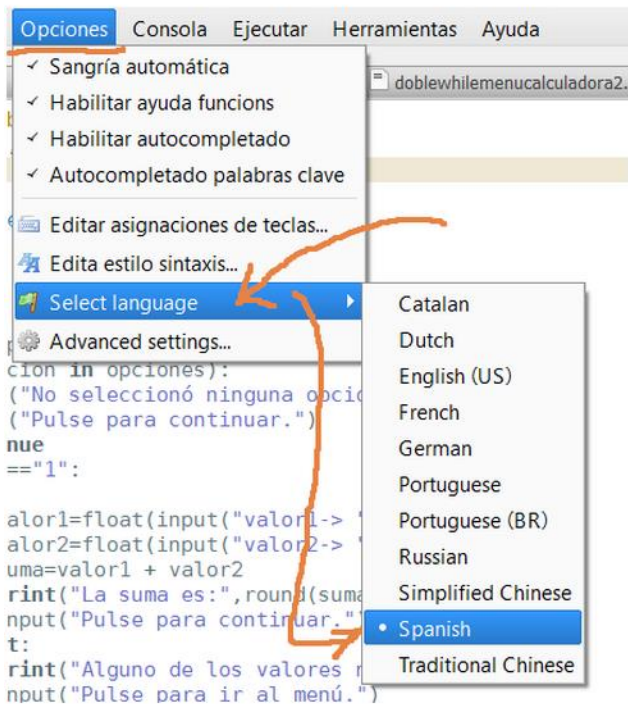 Opciones Consola Ejecutar Herramientas Ayuda
✓ Sangría automática
doblewhilemenucalculadora2.
✓ Habilitar ayuda funcions
✓ Habilitar autocompletado
✓ Autocompletado palabras clave
Editar asignaciones de teclas...
Edita estilo sintaxis...
Select language
Advanced settings...
Catalan
Dutch
English (US)
French
German
Portuguese
Portuguese (BR)
Russian
Simplified Chinese
• Spanish
Traditional Chinese
cion in opciones):
("No seleccionó ninguna opcic
("Pulse para continuar.")
nue
=="1":
alor1=float(input("valor1-> "
alor2=float(input("valor2-> "
uma=valor1 + valor2
rint("La suma es:",round(suma
nput("Pulse para continuar."
t:
rint("Alguno de los valores
nput("Pulse para ir al menú.")